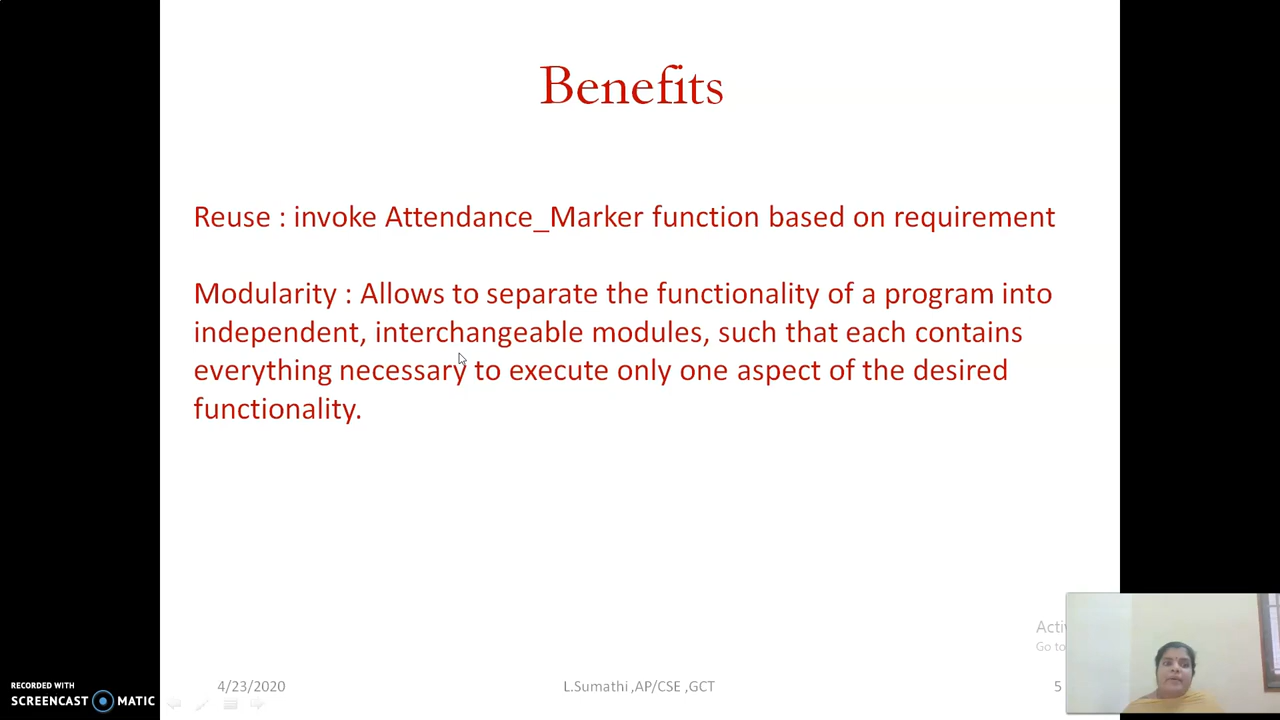 Benefits
Reuse : invoke Attendance_Marker function based on requirement
Modularity : Allows to separate the functionality of a program into
independent, interchangeable modules, such that each contains
everything necessary to execute only one aspect of the desired
functionality.
Go to
4/23/2020
L.Sumathi ,AP/CSE ,GCT
5
RECORDED WITH
SCREENCAST MATIC